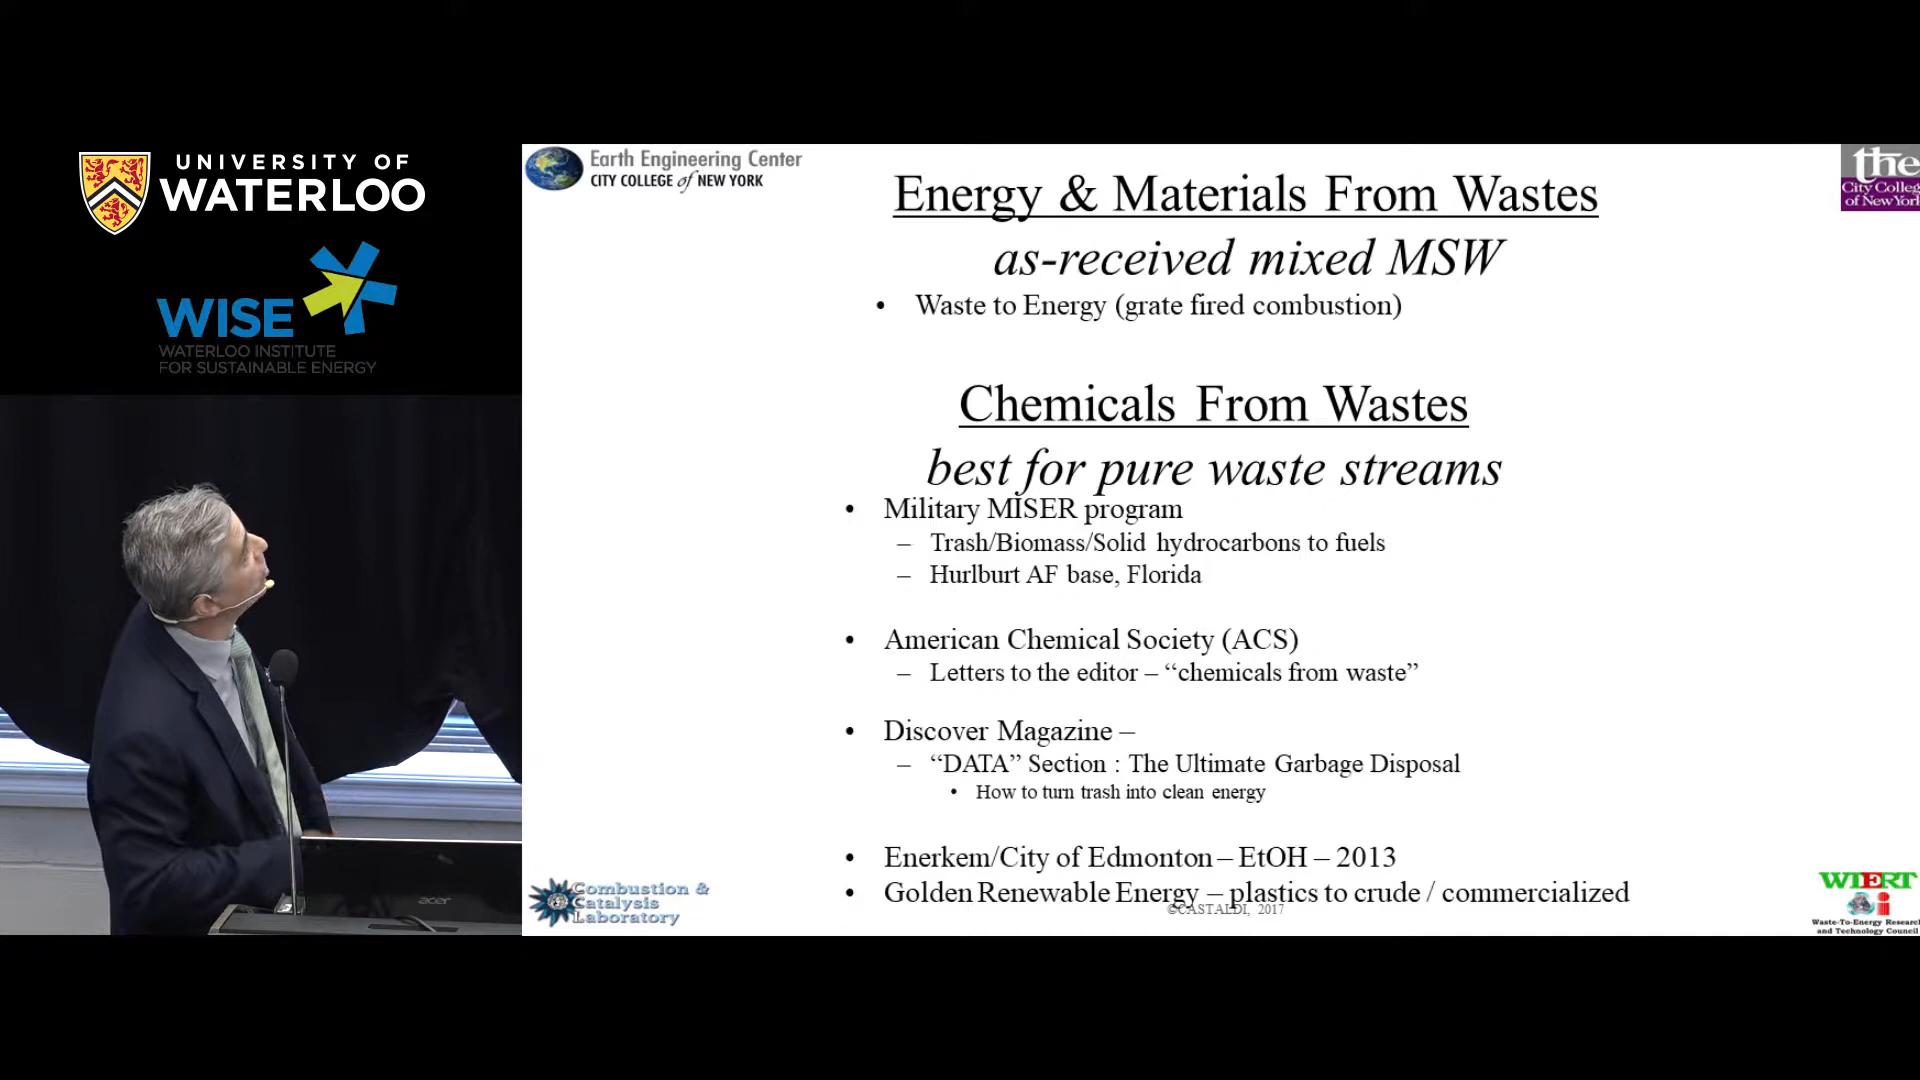 UNIVERSITY OF
WATERLOO
WISE
WATERLOO INSTITUTE
FOR SUSTAINABLE ENERGY
Earth Engineering Center
CITY COLLEGE of NEW YORK
the
City College
of New York
Energy & Materials From Wastes
as-received mixed MSW
• Waste to Energy (grate fired combustion)
Chemicals From Wastes
best for pure waste streams
• Military MISER program
– Trash/Biomass/Solid hydrocarbons to fuels
– Hurlburt AF base, Florida
• American Chemical Society (ACS)
– Letters to the editor – “chemicals from waste”
• Discover Magazine –
– “DATA” Section : The Ultimate Garbage Disposal
• How to turn trash into clean energy
• Enerkem/City of Edmonton – EtOH – 2013
• Golden Renewable Energy – plastics to crude / commercialized
©CASTALDI, 2017
Combustion &
Catalysis
Laboratory
WTERT
Waste-To-Energy Research
and Technology Council
acer